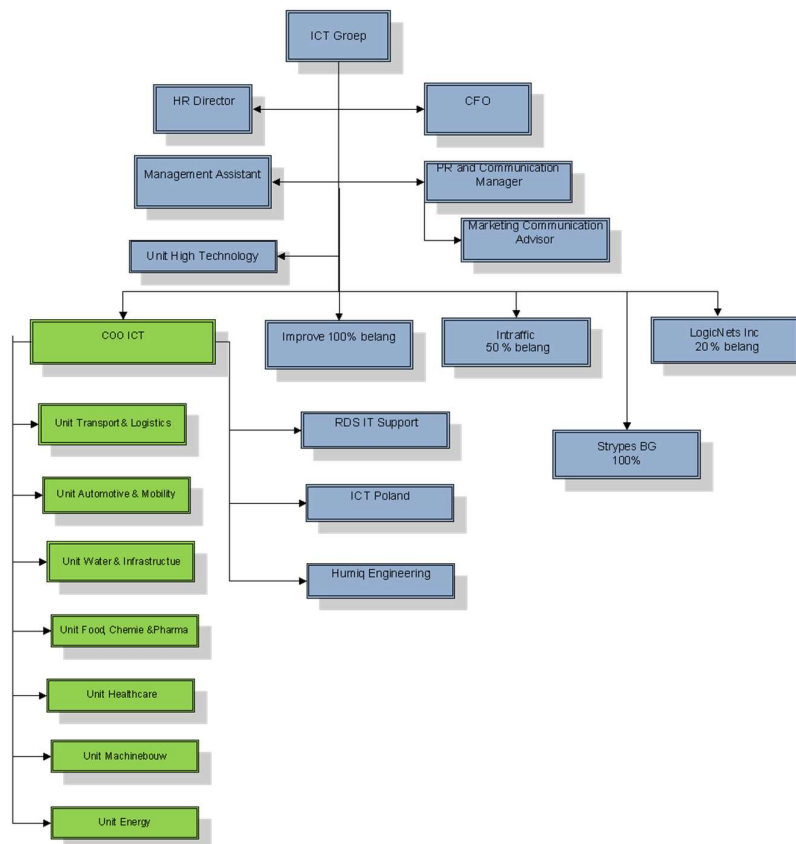 ICT Groep
HR Director
CFO
Management Assistant
PR and Communication
Manager
Marketing Communication
Advisor
Unit High Technology
COO ICT
Improve 100% belang
Intraffic
50 % belang
LogicNets Inc
20 % belang
Unit Transport & Logistics
RDS IT Support
Strypes BG
100%
Unit Automotive & Mobility
ICT Poland
Unit Water & Infrastructue
Humiq Engineering
Unit Food, Chemie &Pharma
Unit Healthcare
Unit Machinebouw
Unit Energy